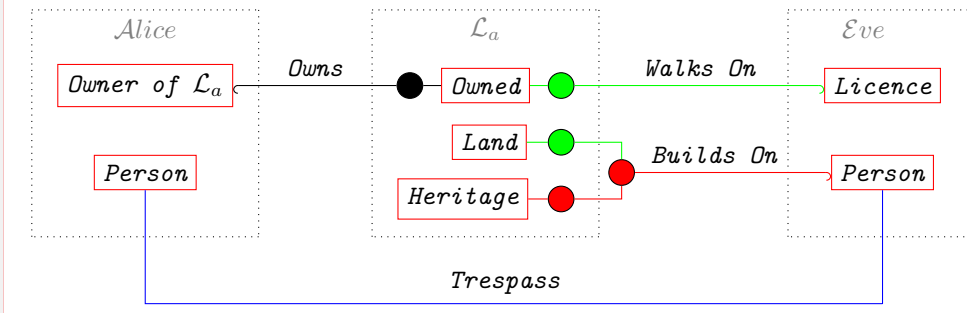 Alice
ℒₐ
Eve
Owns
Walks On
Owner of ℒₐ
Owned
Licence
Land
Builds On
Person
Heritage
Person
Trespass